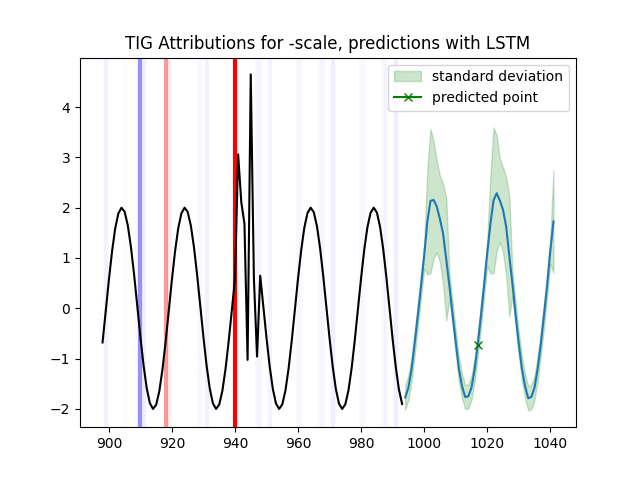 TIG Attributions for -scale, predictions with LSTM
standard deviation
predicted point
4
3
2
1
0
−1
−2
900 920 940 960 980 1000 1020 1040